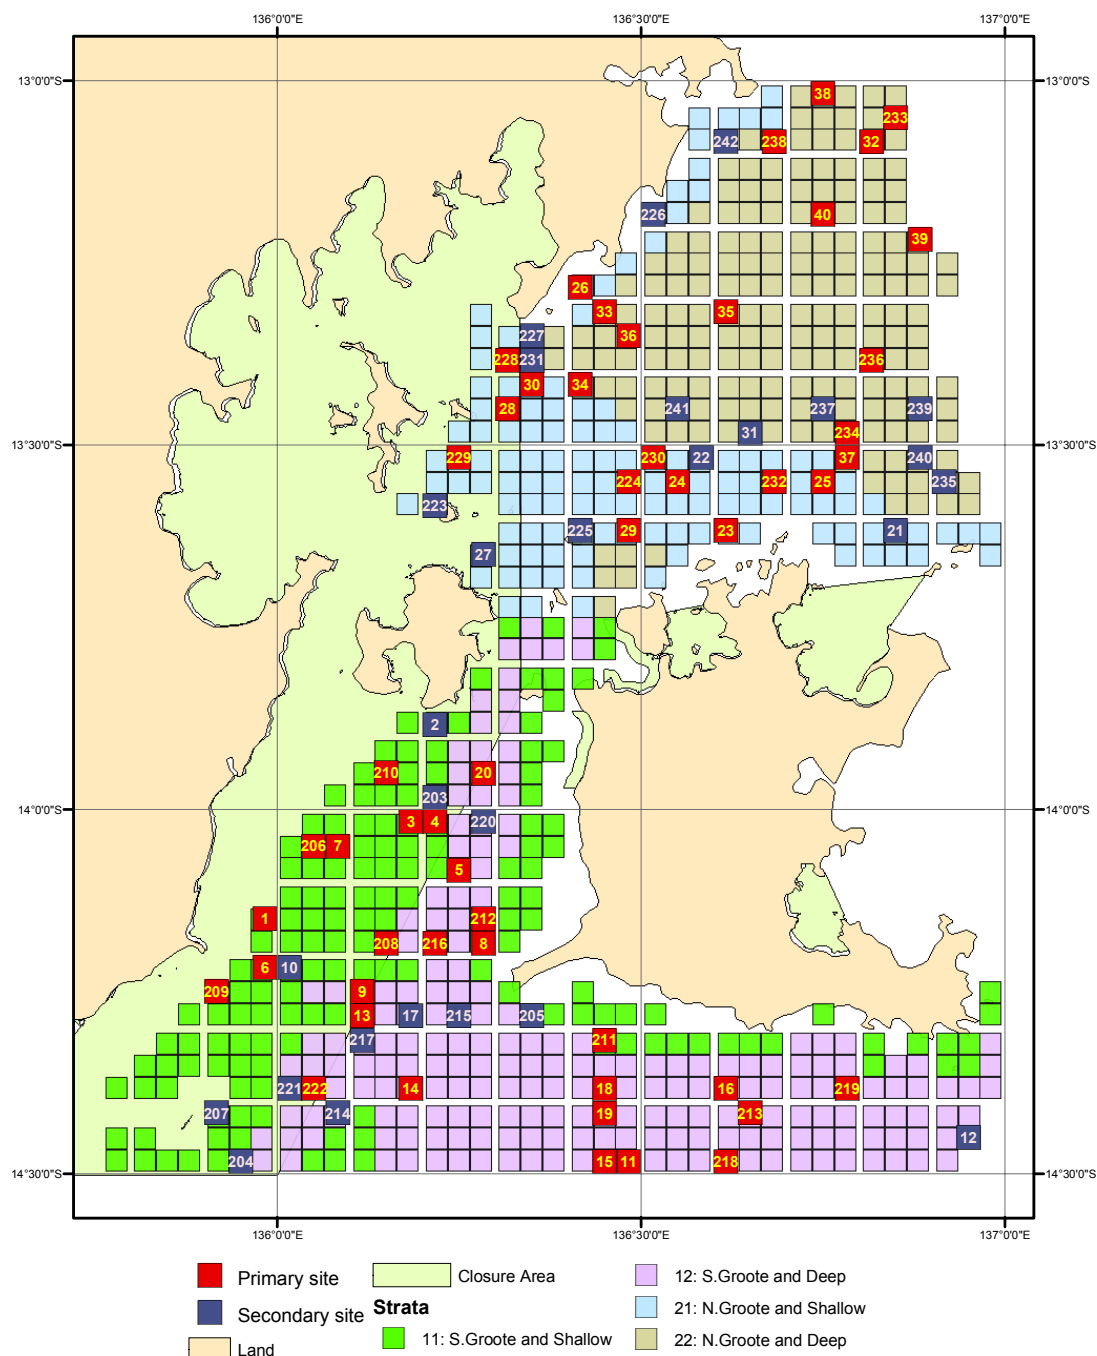 136°0'0"E 136°30'0"E 137°0'0"E
13°0'0"S 13°0'0"S
38
233
242 238 32
226 40
39
26
33 35
227 36
228 231 236
30 34
28 241 237 239
31 234
229 230 22 37 240
224 24 232 25 235
13°30'0"S 13°30'0"S
223
225 29 23 21
27
2
210 20
203
14°0'0"S 14°0'0"S
3 4 220
206 7
5
1 212
208 216 8
6 10
209 9
13 17 215 205
217 211
221 222 14 18 16 219
207 214 19 213
12
204 15 11 218
14°30'0"S 14°30'0"S
136°0'0"E 136°30'0"E 137°0'0"E
Primary site
Secondary site
Land
Closure Area
Strata
11: S.Groote and Shallow
12: S.Groote and Deep
21: N.Groote and Shallow
22: N.Groote and Deep